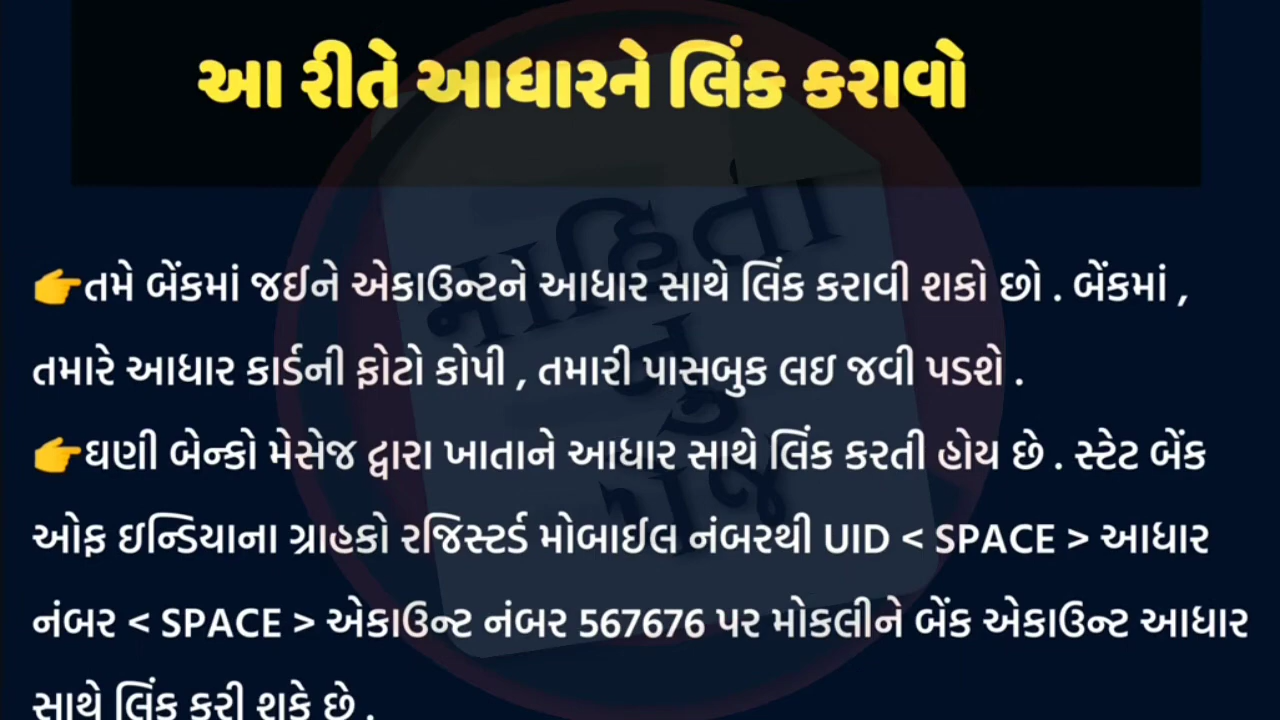 આ રીતે આધારને લિંક કરાવો
👉તમે બેંકમાં જઈને એકાઉન્ટને આધાર સાથે લિંક કરાવી શકો છો . બેંકમાં ,
તમારે આધાર કાર્ડની ફોટો કોપી , તમારી પાસબુક લઇ જવી પડશે .
👉ઘણી બેન્કો મેસેજ દ્વારા ખાતાને આધાર સાથે લિંક કરતી હોય છે . સ્ટેટ બેંક
ઓફ ઇન્ડિયાના ગ્રાહકો રજિસ્ટર્ડ મોબાઈલ નંબરથી UID < SPACE > આધાર
નંબર < SPACE > એકાઉન્ટ નંબર 567676 પર મોકલીને બેંક એકાઉન્ટ આધાર
સાથે લિંક કરી શકે છે .